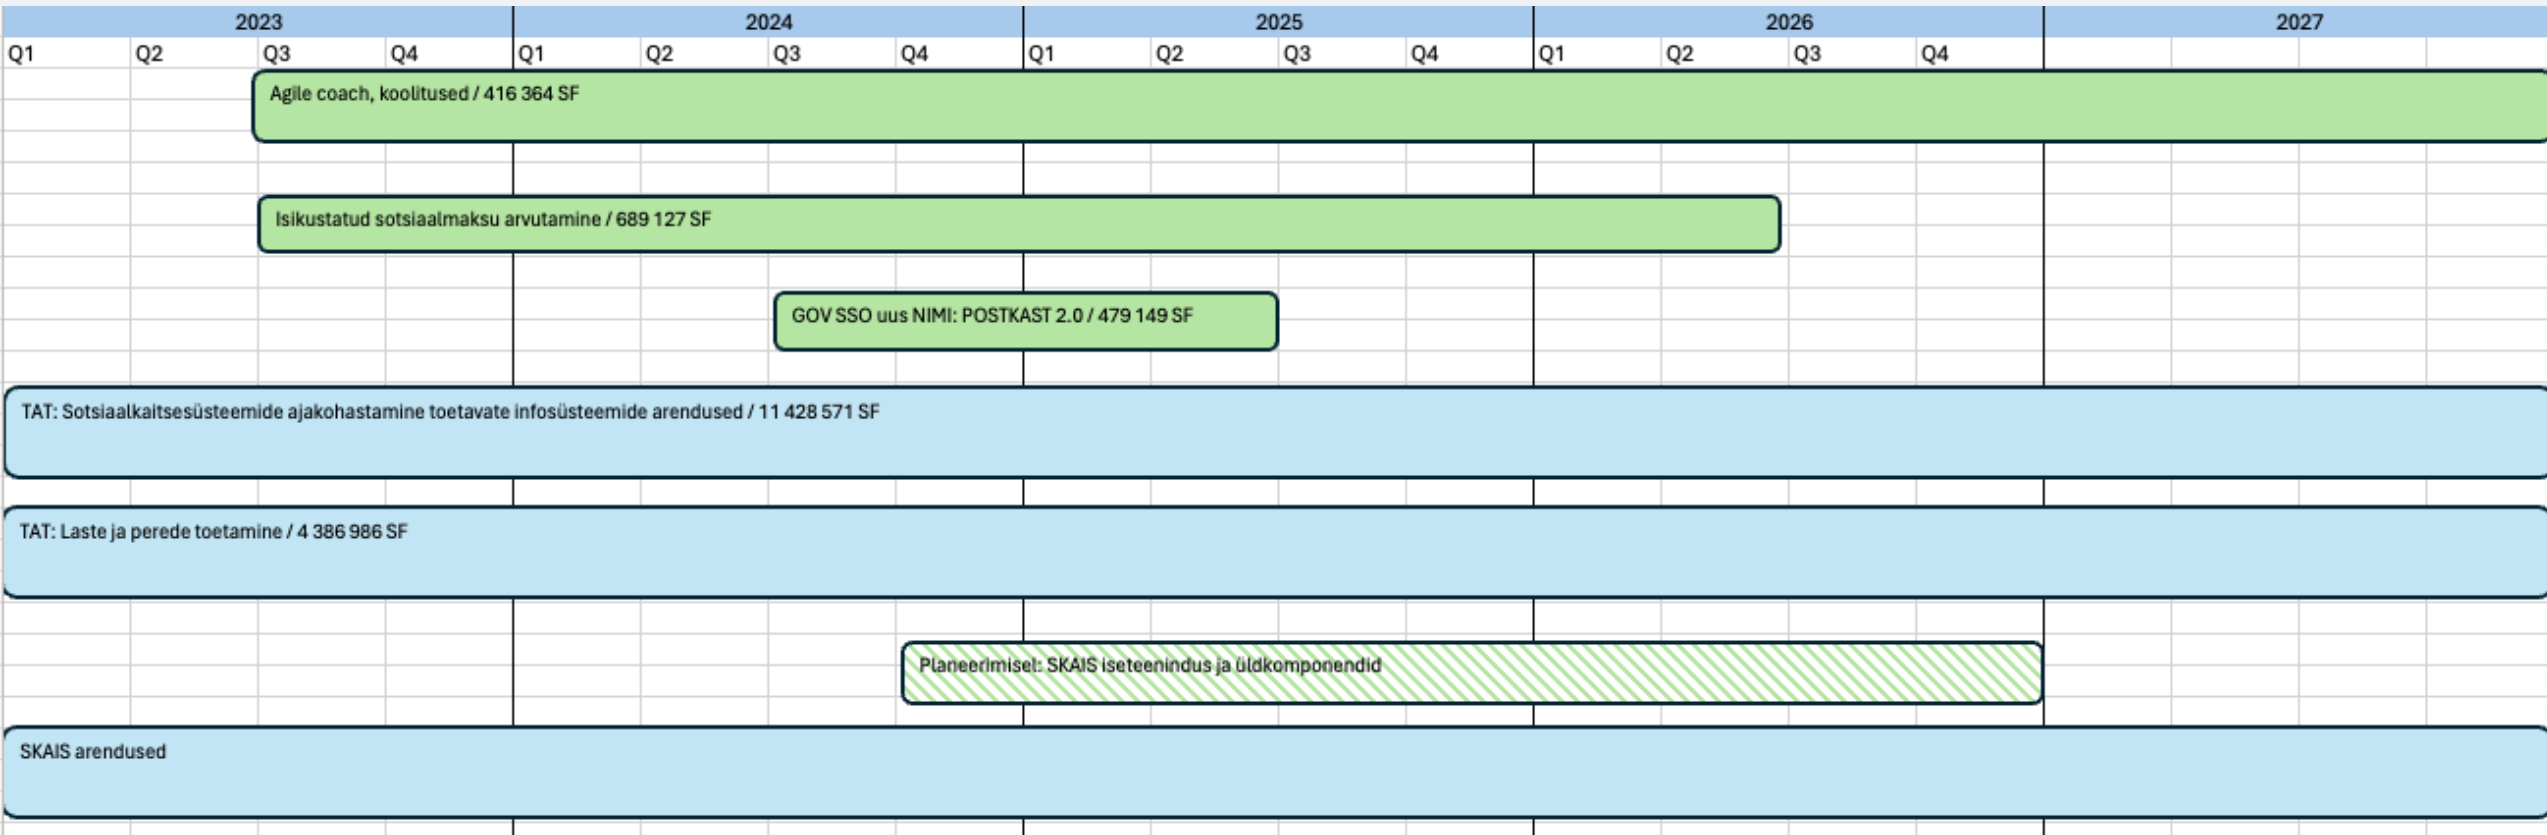 2023 2024 2025 2026 2027
Q1 Q2 Q3 Q4 Q1 Q2 Q3 Q4 Q1 Q2 Q3 Q4 Q1 Q2 Q3 Q4
Agile coach, koolitused / 416 364 SF
Isikustatud sotsiaalmaksu arvutamine / 689 127 SF
GOV SSO uus NIMI: POSTKAST 2.0 / 479 149 SF
TAT: Sotsiaalkaitsesüsteemide ajakohastamine toetavate infosüsteemide arendused / 11 428 571 SF
TAT: Laste ja perede toetamine / 4 386 986 SF
Planeerimisel: SKAIS iseteenindus ja üldkomponendid
SKAIS arendused